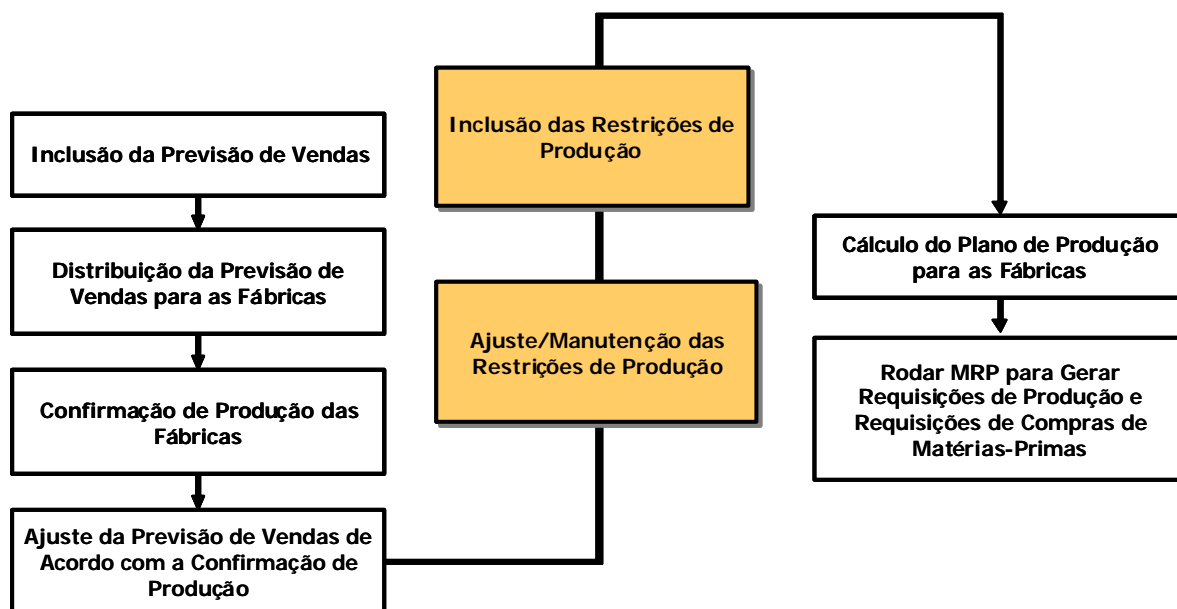 Inclusão da Previsão de Vendas
Distribuição da Previsão de
Vendas para as Fábricas
Confirmação de Produção das
Fábricas
Ajuste da Previsão de Vendas de
Acordo com a Confirmação de
Produção
Inclusão das Restrições de
Produção
Ajuste/Manutenção das
Restrições de Produção
Cálculo do Plano de Produção
para as Fábricas
Rodar MRP para Gerar
Requisições de Produção e
Requisições de Compras de
Matérias-Primas